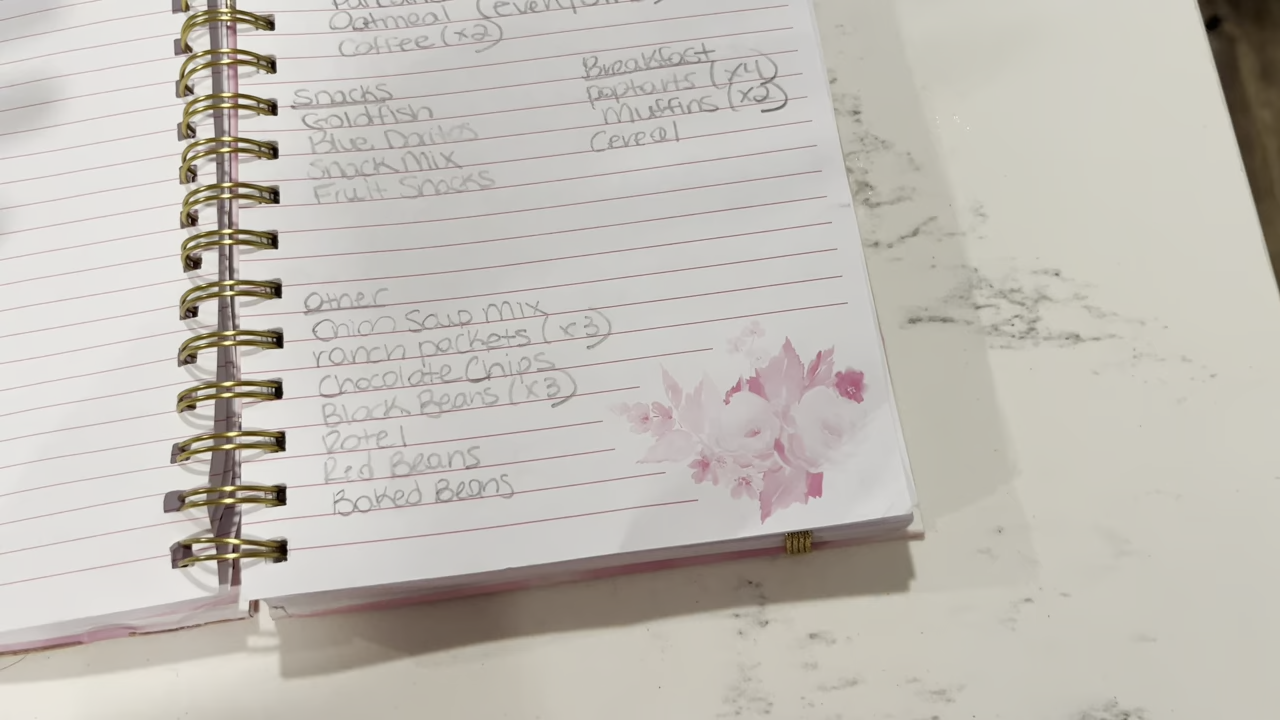 Oatmeal
Coffee (x2)
Snacks
Goldfish
Blue Doritos
Snack Mix
Fruit Snacks
Breakfast
poptarts (x4)
Muffins (x2)
Cereal
Other
Onion Soup Mix
ranch packets (x3)
Chocolate Chips
Black Beans (x3)
Rotel
Red Beans
Baked Beans